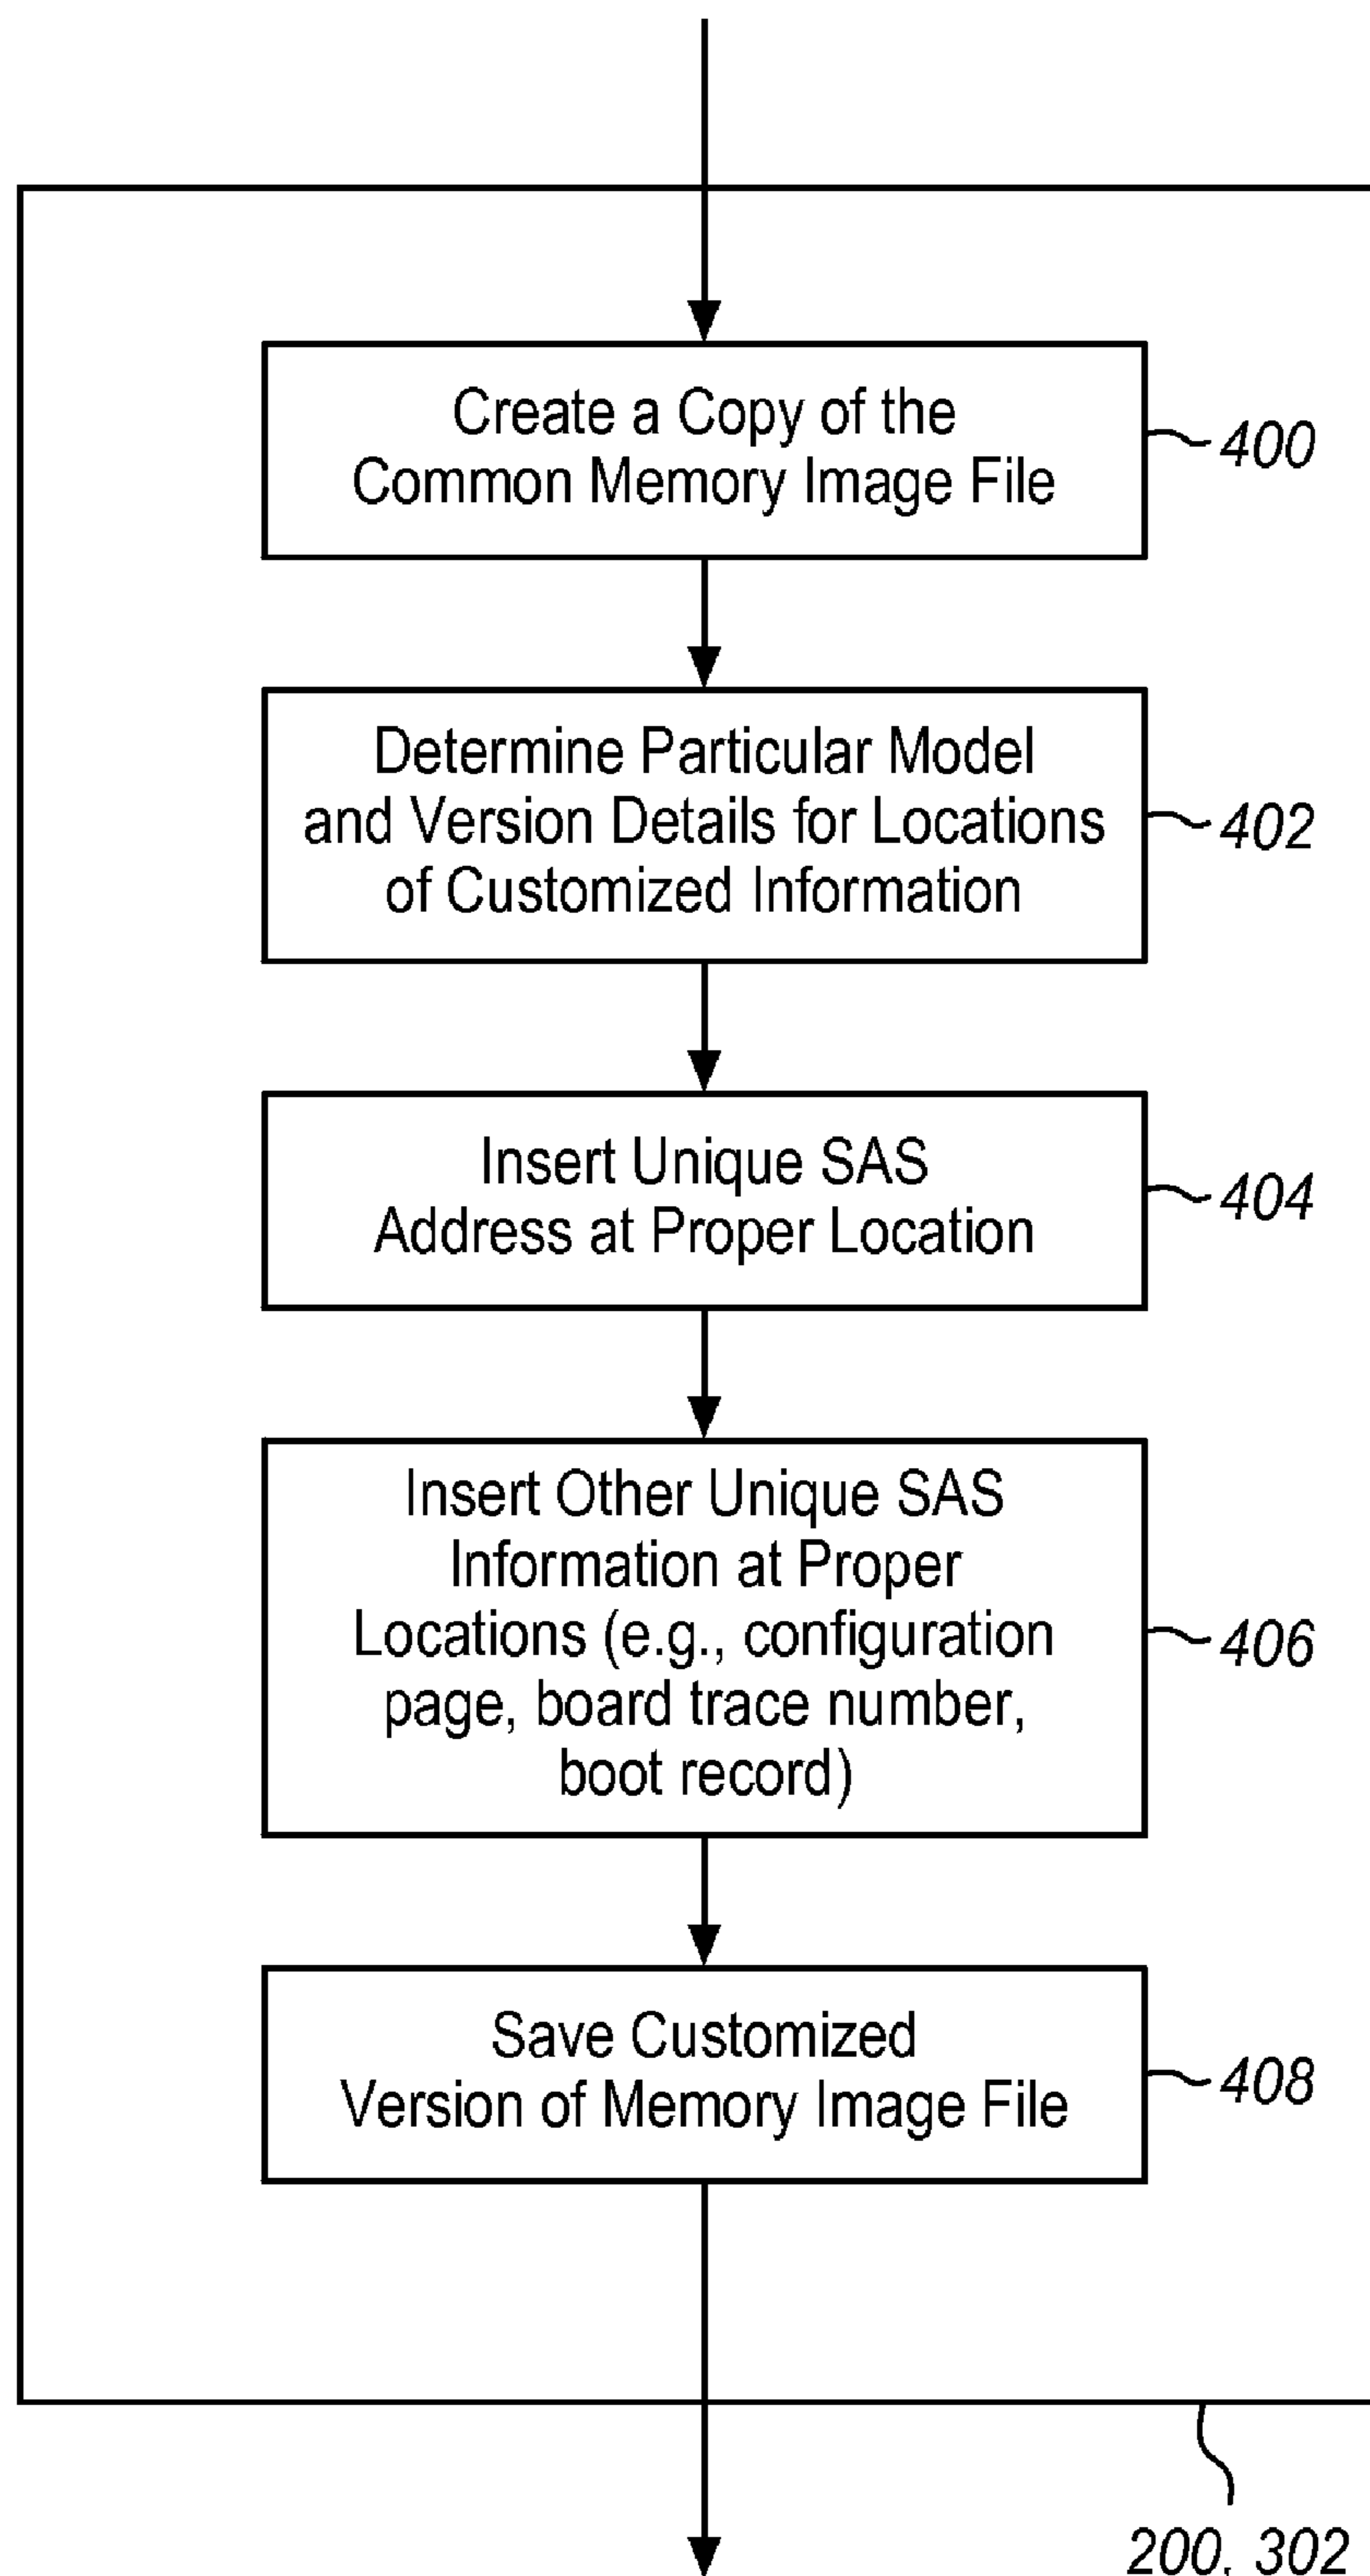 Create a Copy of the
Common Memory Image File
400
Determine Particular Model
and Version Details for Locations
of Customized Information
402
Insert Unique SAS
Address at Proper Location
404
Insert Other Unique SAS
Information at Proper
Locations (e.g., configuration
page, board trace number,
boot record)
406
Save Customized
Version of Memory Image File
408
200, 302